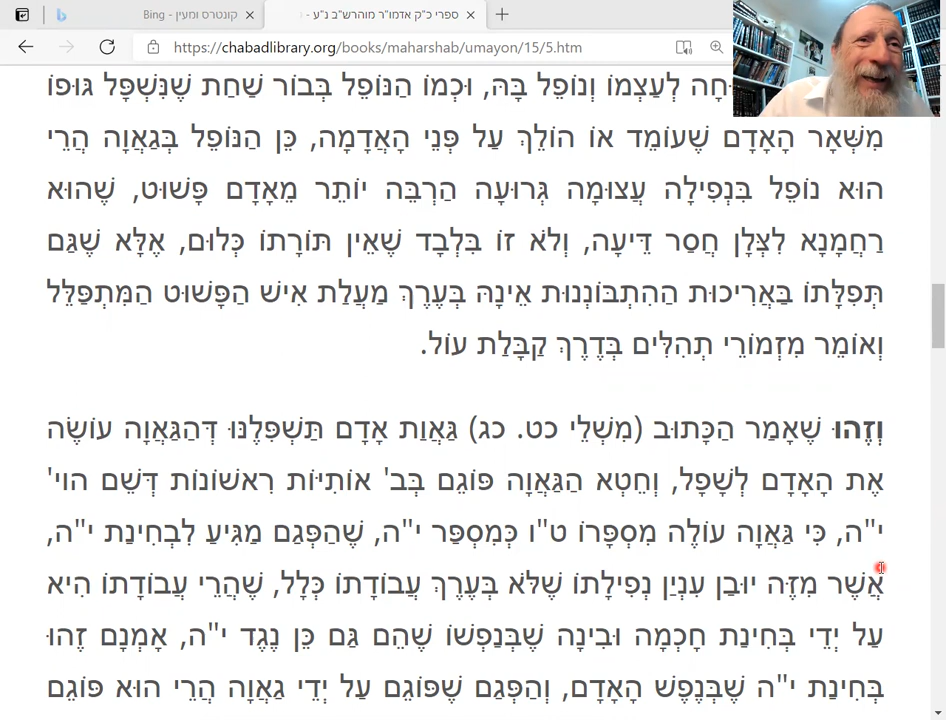 קונטרס ומעין - Bing
ספרי כ"ק אדמו"ר מוהרש"ב נ"ע -
https://chabadlibrary.org/books/maharshab/umayon/15/5.htm
לְעַצְמוֹ וְנוֹפֵל בָּהּ, וּכְמוֹ הַנּוֹפֵל בְּבוֹר שַׁחַת שֶׁנִּשְׁפָּל גּוּפוֹ
מִשְּׁאָר הָאָדָם שֶׁעוֹמֵד אוֹ הוֹלֵךְ עַל פְּנֵי הָאֲדָמָה, כֵּן הַנּוֹפֵל בְּגַאֲוָה הֲרֵי
הוּא נוֹפֵל בִּנְפִילָה עֲצוּמָה גְּרוּעָה הַרְבֵּה יוֹתֵר מֵאָדָם פָּשׁוּט, שֶׁהוּא
רַחֲמָנָא לִצְּלָן חֲסַר דֵּיעָה, וְלֹא זוֹ בִּלְבַד שֶׁאֵין תּוֹרָתוֹ כְּלוּם, אֶלָּא שֶׁגַּם
תְּפִלָּתוֹ בַּאֲרִיכוּת הַהִתְבּוֹנְנוּת אֵינָהּ בְּעֶרֶךְ מַעֲלַת אִישׁ הַפָּשׁוּט הַמִּתְפַּלֵּל
וְאוֹמֵר מִזְמוֹרֵי תְהִלִּים בְּדֶרֶךְ קַבָּלַת עוֹל.
וְזֶהוּ שֶׁאָמַר הַכָּתוּב (מִשְׁלֵי כט. כג) גַּאֲוַת אָדָם תַּשְׁפִּלֶנּוּ דְּהַגַּאֲוָה עוֹשֶׂה
אֶת הָאָדָם לְשָׁפָל, וְחֵטְא הַגַּאֲוָה פּוֹגֵם בְּב' אוֹתִיּוֹת רִאשׁוֹנוֹת דְּשֵׁם הוי'
י"ה, כִּי גַּאֲוָה עוֹלֶה מִסְפָּרוֹ ט"ו כְּמִסְפַּר י"ה, שֶׁהַפְּגַם מַגִּיעַ לִבְחִינַת י"ה,
אֲשֶׁר מִזֶּה יוּבַן עִנְיַן נְפִילָתוֹ שֶׁלֹּא בְּעֶרֶךְ עֲבוֹדָתוֹ כְּלָל, שֶׁהֲרֵי עֲבוֹדָתוֹ הִיא
עַל יְדֵי בְּחִינַת חָכְמָה וּבִינָה שֶׁבְּנַפְשׁוֹ שֶׁהֵם גַּם כֵּן נֶגֶד י"ה, אָמְנָם זֶהוּ
בְּחִינַת י"ה שֶׁבְּנֶפֶשׁ הָאָדָם, וְהַפְּגַם שֶׁפּוֹגֵם עַל יְדֵי גַּאֲוָה הֲרֵי הוּא פּוֹגֵם